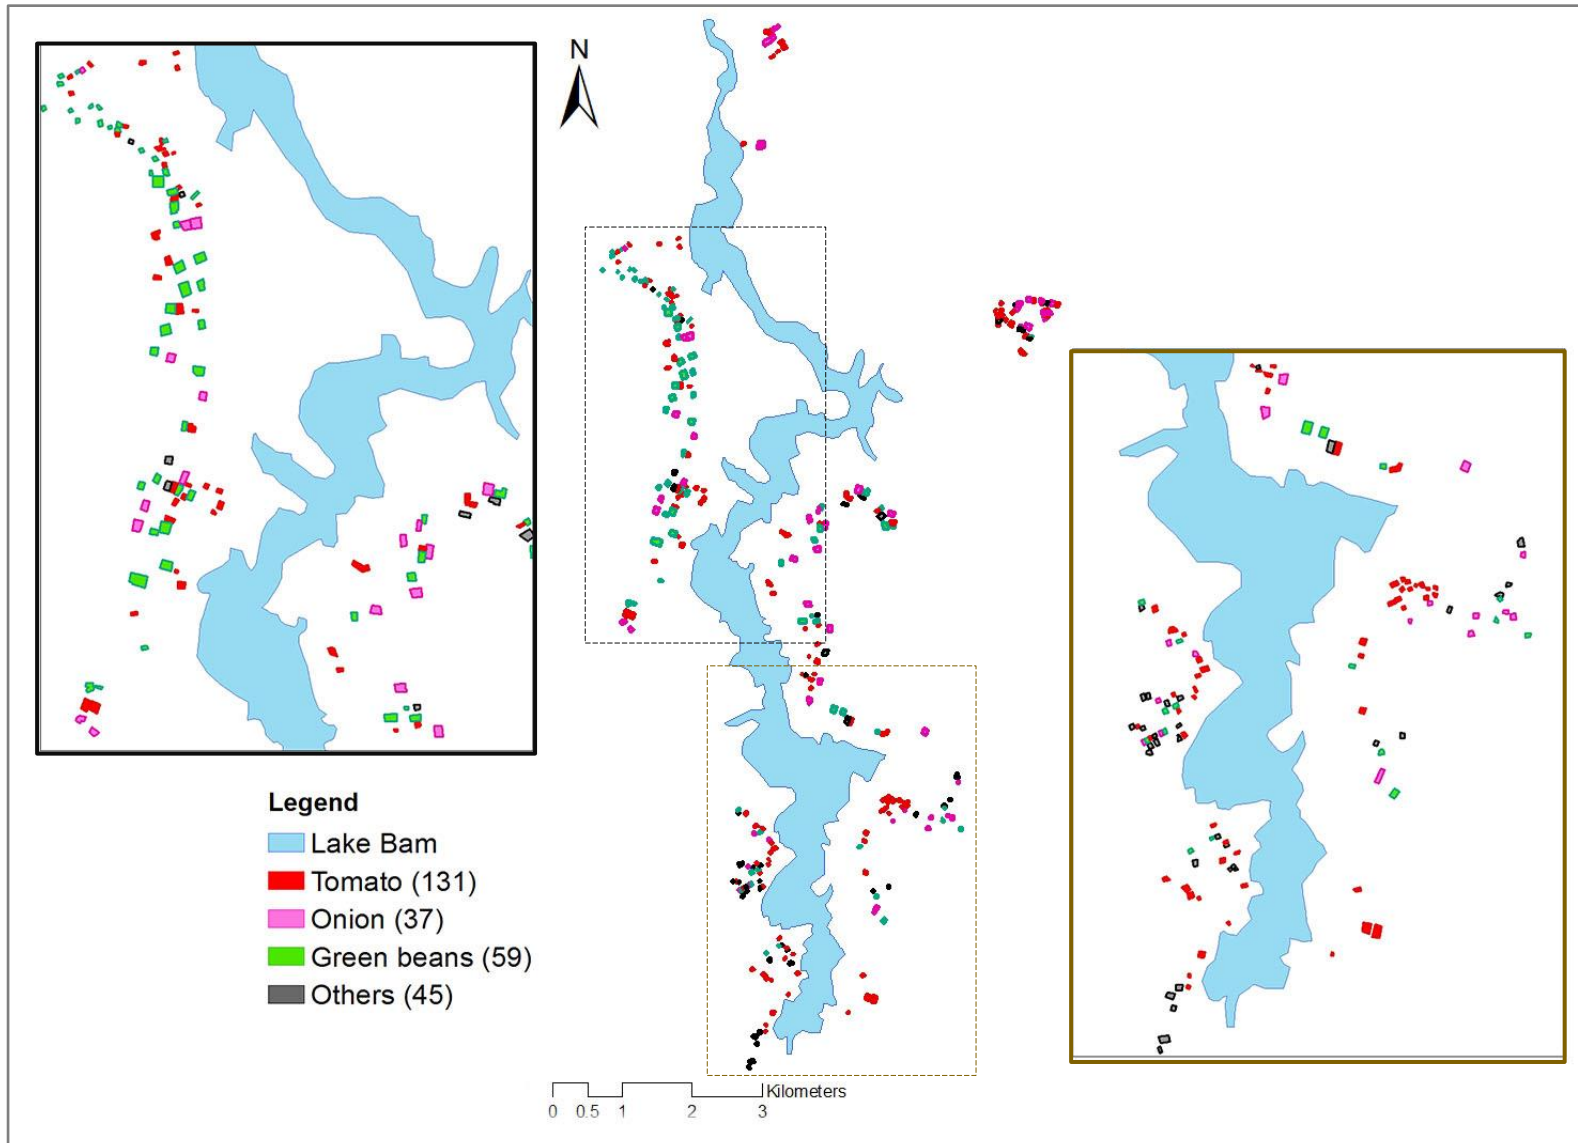 N
Legend
Lake Bam
Tomato (131)
Onion (37)
Green beans (59)
Others (45)
Kilometers
0 0.5 1 2 3